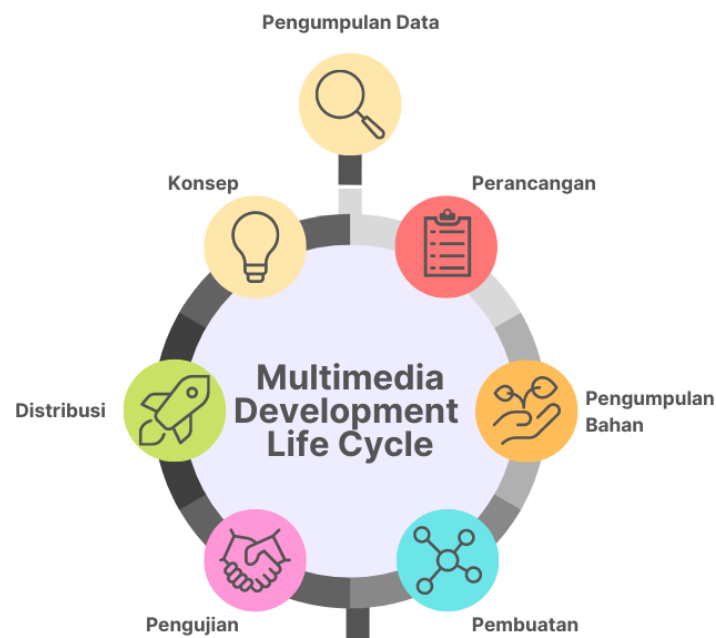 Pengumpulan Data
Konsep
Perancangan
Multimedia
Development
Life Cycle
Distribusi
Pengumpulan
Bahan
Pengujian
Pembuatan